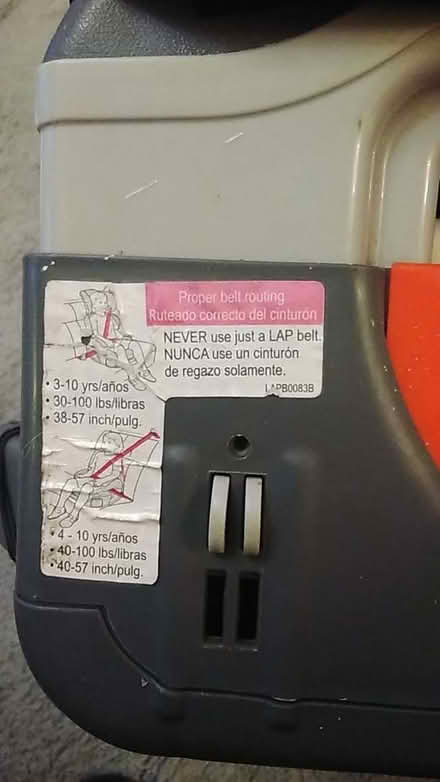 Proper belt routing
Ruteado correcto del cinturón
NEVER use just a LAP belt.
NUNCA use un cinturón
de regazo solamente.
LAPB0083B
• 3-10 yrs/años
• 30-100 lbs/libras
• 38-57 inch/pulg.
• 4 - 10 yrs/años
• 40-100 lbs/libras
• 40-57 inch/pulg.